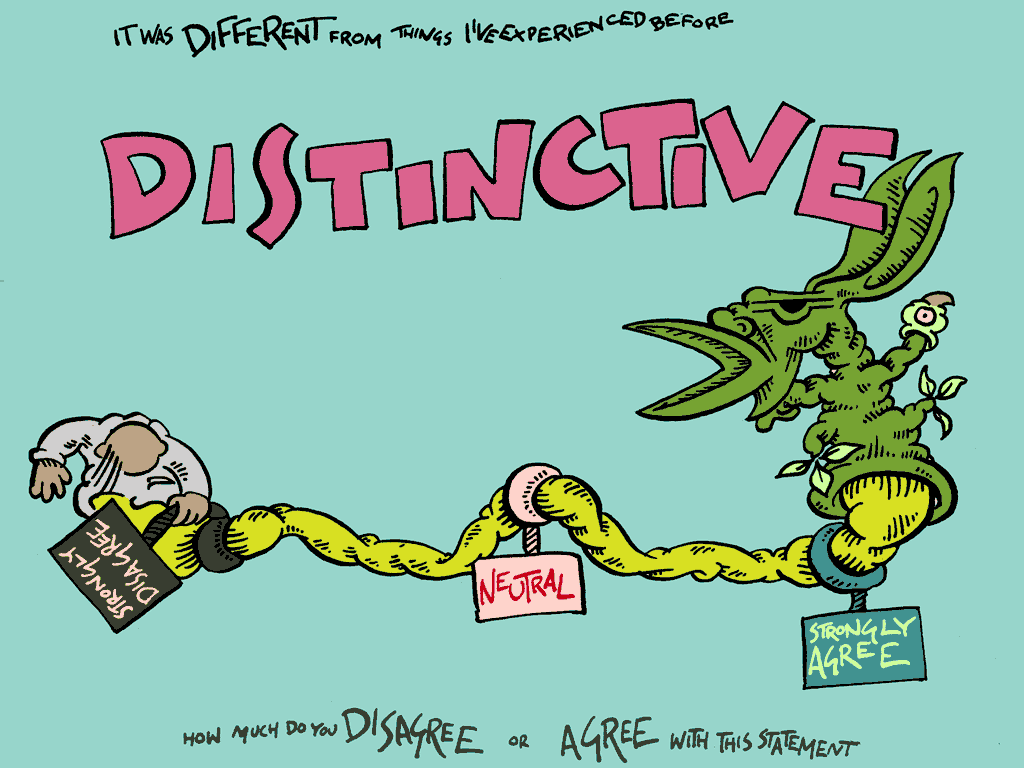 IT WAS DIFFERENT FROM THINGS I'VE EXPERIENCED BEFORE
DISTINCTIVE
STRONGLY
DISAGREE
NEUTRAL
STRONGLY
AGREE
HOW MUCH DO YOU DISAGREE OR AGREE WITH THIS STATEMENT